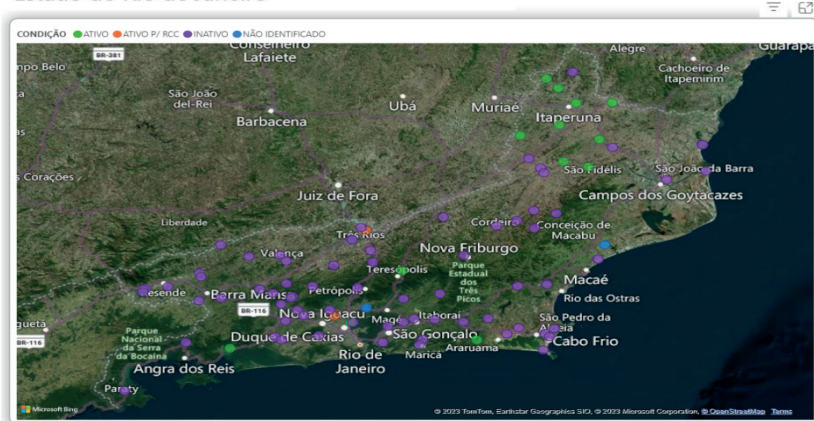 CONDIÇÃO ATIVO ATIVO P/ RCC INATIVO NÃO IDENTIFICADO
Conselheiro
Lafaiete
Alegre
Guarapa
BR-381
Cachoeiro de
Itapemirim
São João
del-Rei
Ubá
Muriaé
Barbacena
Itaperuna
São Fidélis
São João da Barra
s Corações
Juiz de Fora
Campos dos Goytacazes
Liberdade
Conceição de
Macabu
Três Rios
Valença
Nova Friburgo
Teresópolis
Parque
Estadual
dos
Três
Picos
Macaé
Resende
Barra Mansa
Petrópolis
Rio das Ostras
BR-116
Nova Iguaçu
Magé
Itaboraí
São Pedro da
Aldeia
BR-116
Parque
Nacional
da Serra
da Bocaina
Duque de Caxias
São Gonçalo
Cabo Frio
Araruama
Maricá
Rio de
Janeiro
Angra dos Reis
Paraty
Microsoft Bing
© 2023 TomTom, Earthstar Geographics SIO, © 2023 Microsoft Corporation, © OpenStreetMap Terms